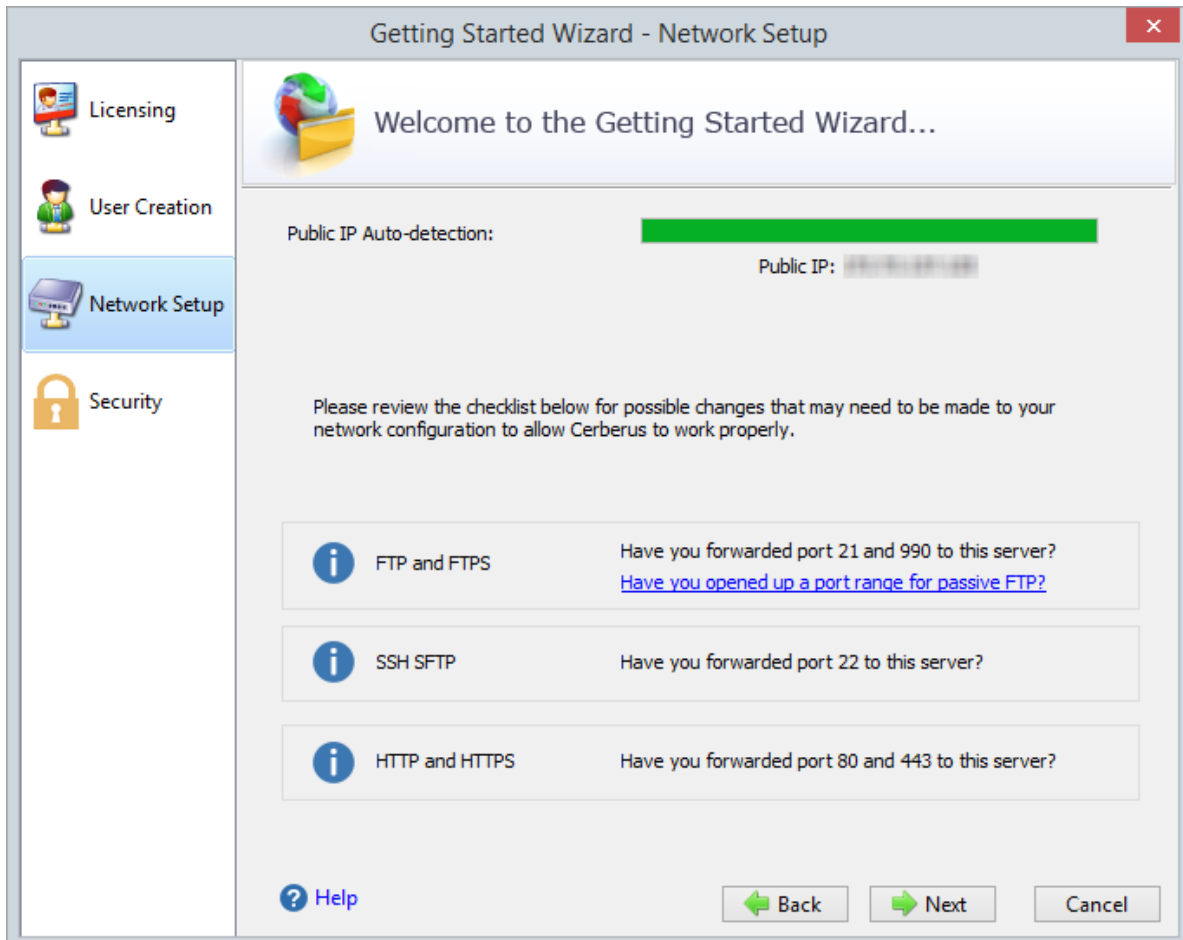 Getting Started Wizard - Network Setup
Licensing
User Creation
Network Setup
Security
Welcome to the Getting Started Wizard...
Public IP Auto-detection:
Public IP:
Please review the checklist below for possible changes that may need to be made to your
network configuration to allow Cerberus to work properly.
FTP and FTPS
Have you forwarded port 21 and 990 to this server?
Have you opened up a port range for passive FTP?
SSH SFTP
Have you forwarded port 22 to this server?
HTTP and HTTPS
Have you forwarded port 80 and 443 to this server?
Help
Back
Next
Cancel